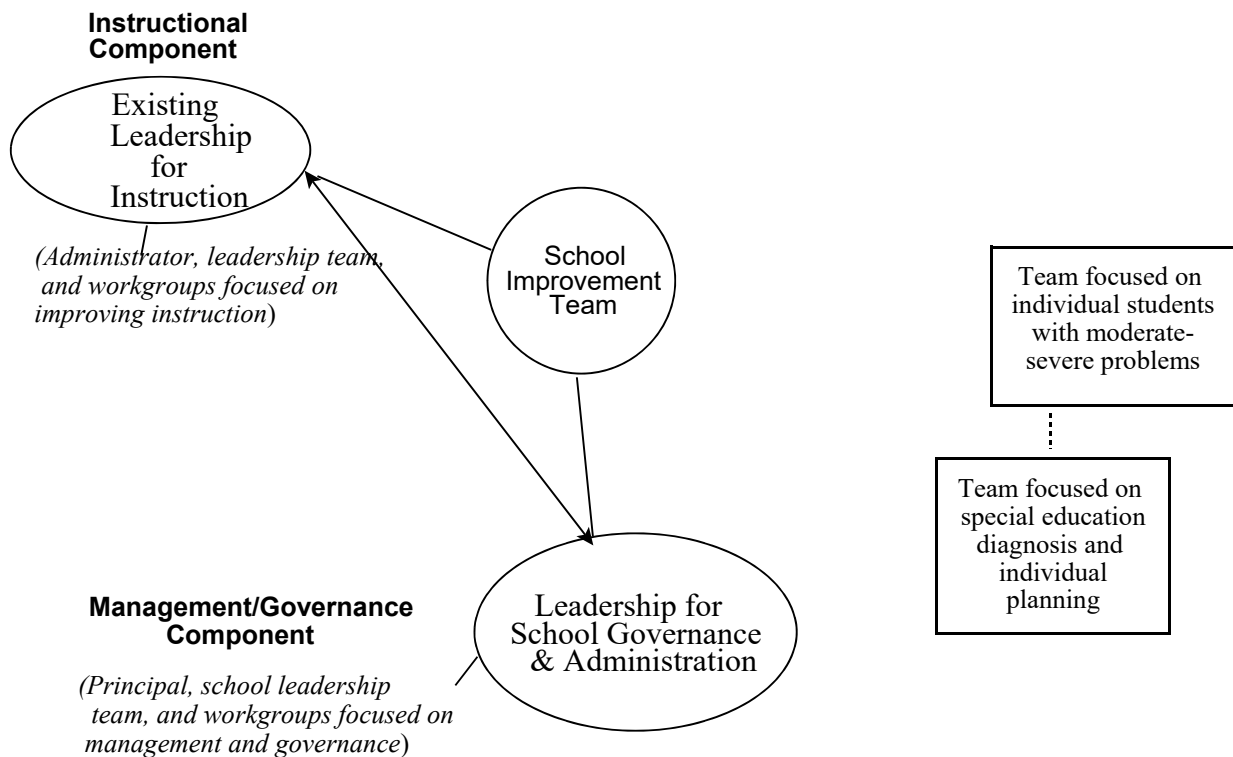 Instructional
Component
Existing
Leadership
for
Instruction
(Administrator, leadership team,
and workgroups focused on
improving instruction)
School
Improvement
Team
Team focused on
individual students
with moderate-
severe problems
Team focused on
special education
diagnosis and
individual
planning
Management/Governance
Component
Leadership for
School Governance
& Administration
(Principal, school leadership
team, and workgroups focused on
management and governance)